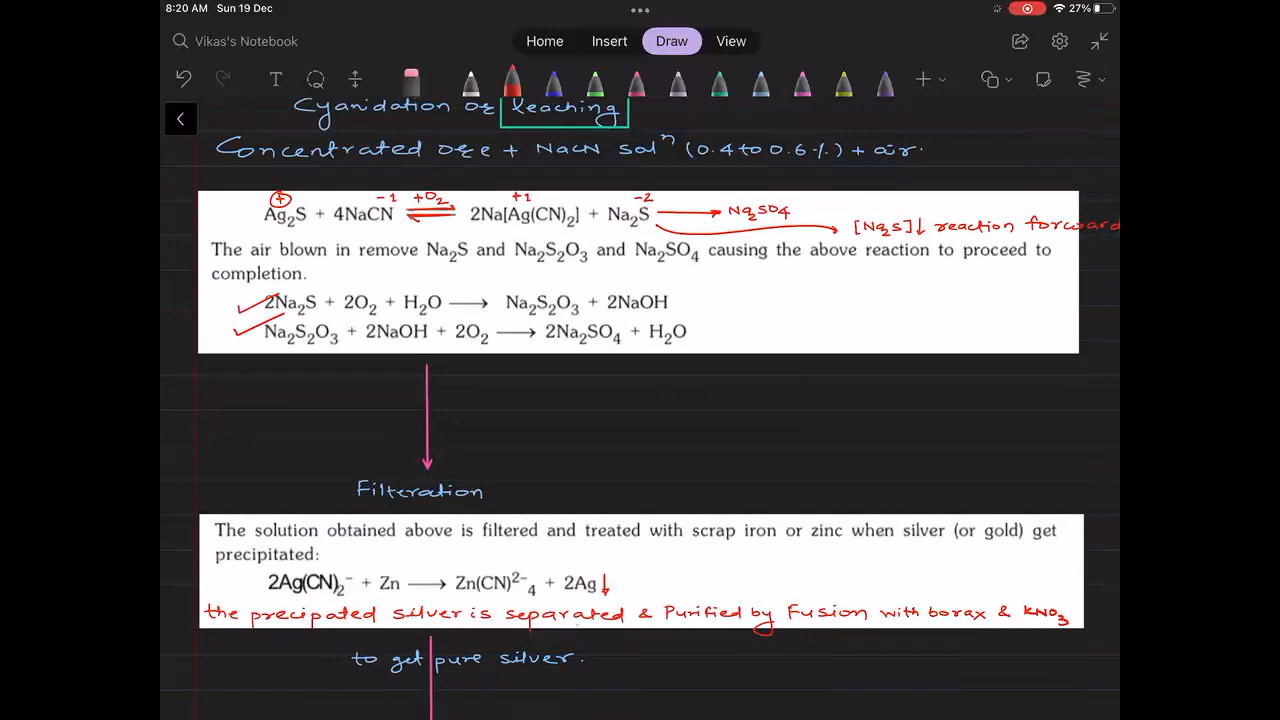 8:20 AM Sun 19 Dec
27%
Vikas's Notebook
Home Insert Draw View
Cyanidation or leaching
Concentrated ore + NaCN solⁿ (0.4 to 0.6%) + air.
+ -1 +O₂ +1 -2
Ag₂S + 4NaCN ⇌ 2Na[Ag(CN)₂] + Na₂S → Na₂SO₄
[Na₂S]↓ reaction forward
The air blown in remove Na₂S and Na₂S₂O₃ and Na₂SO₄ causing the above reaction to proceed to
completion.
2Na₂S + 2O₂ + H₂O ⟶ Na₂S₂O₃ + 2NaOH
Na₂S₂O₃ + 2NaOH + 2O₂ ⟶ 2Na₂SO₄ + H₂O
Filteration
The solution obtained above is filtered and treated with scrap iron or zinc when silver (or gold) get
precipitated:
2Ag(CN)₂⁻ + Zn ⟶ Zn(CN)²⁻₄ + 2Ag↓
the precipated silver is separated & Purified by Fusion with borax & KNO₃
to get pure silver.